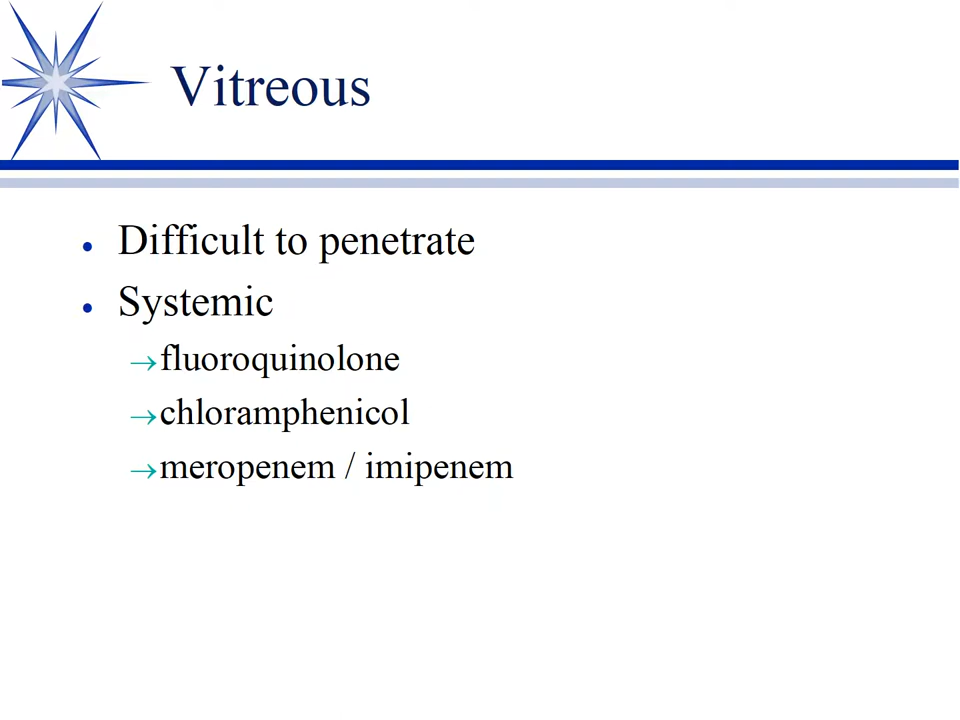 Vitreous
• Difficult to penetrate
• Systemic
→fluoroquinolone
→chloramphenicol
→meropenem / imipenem